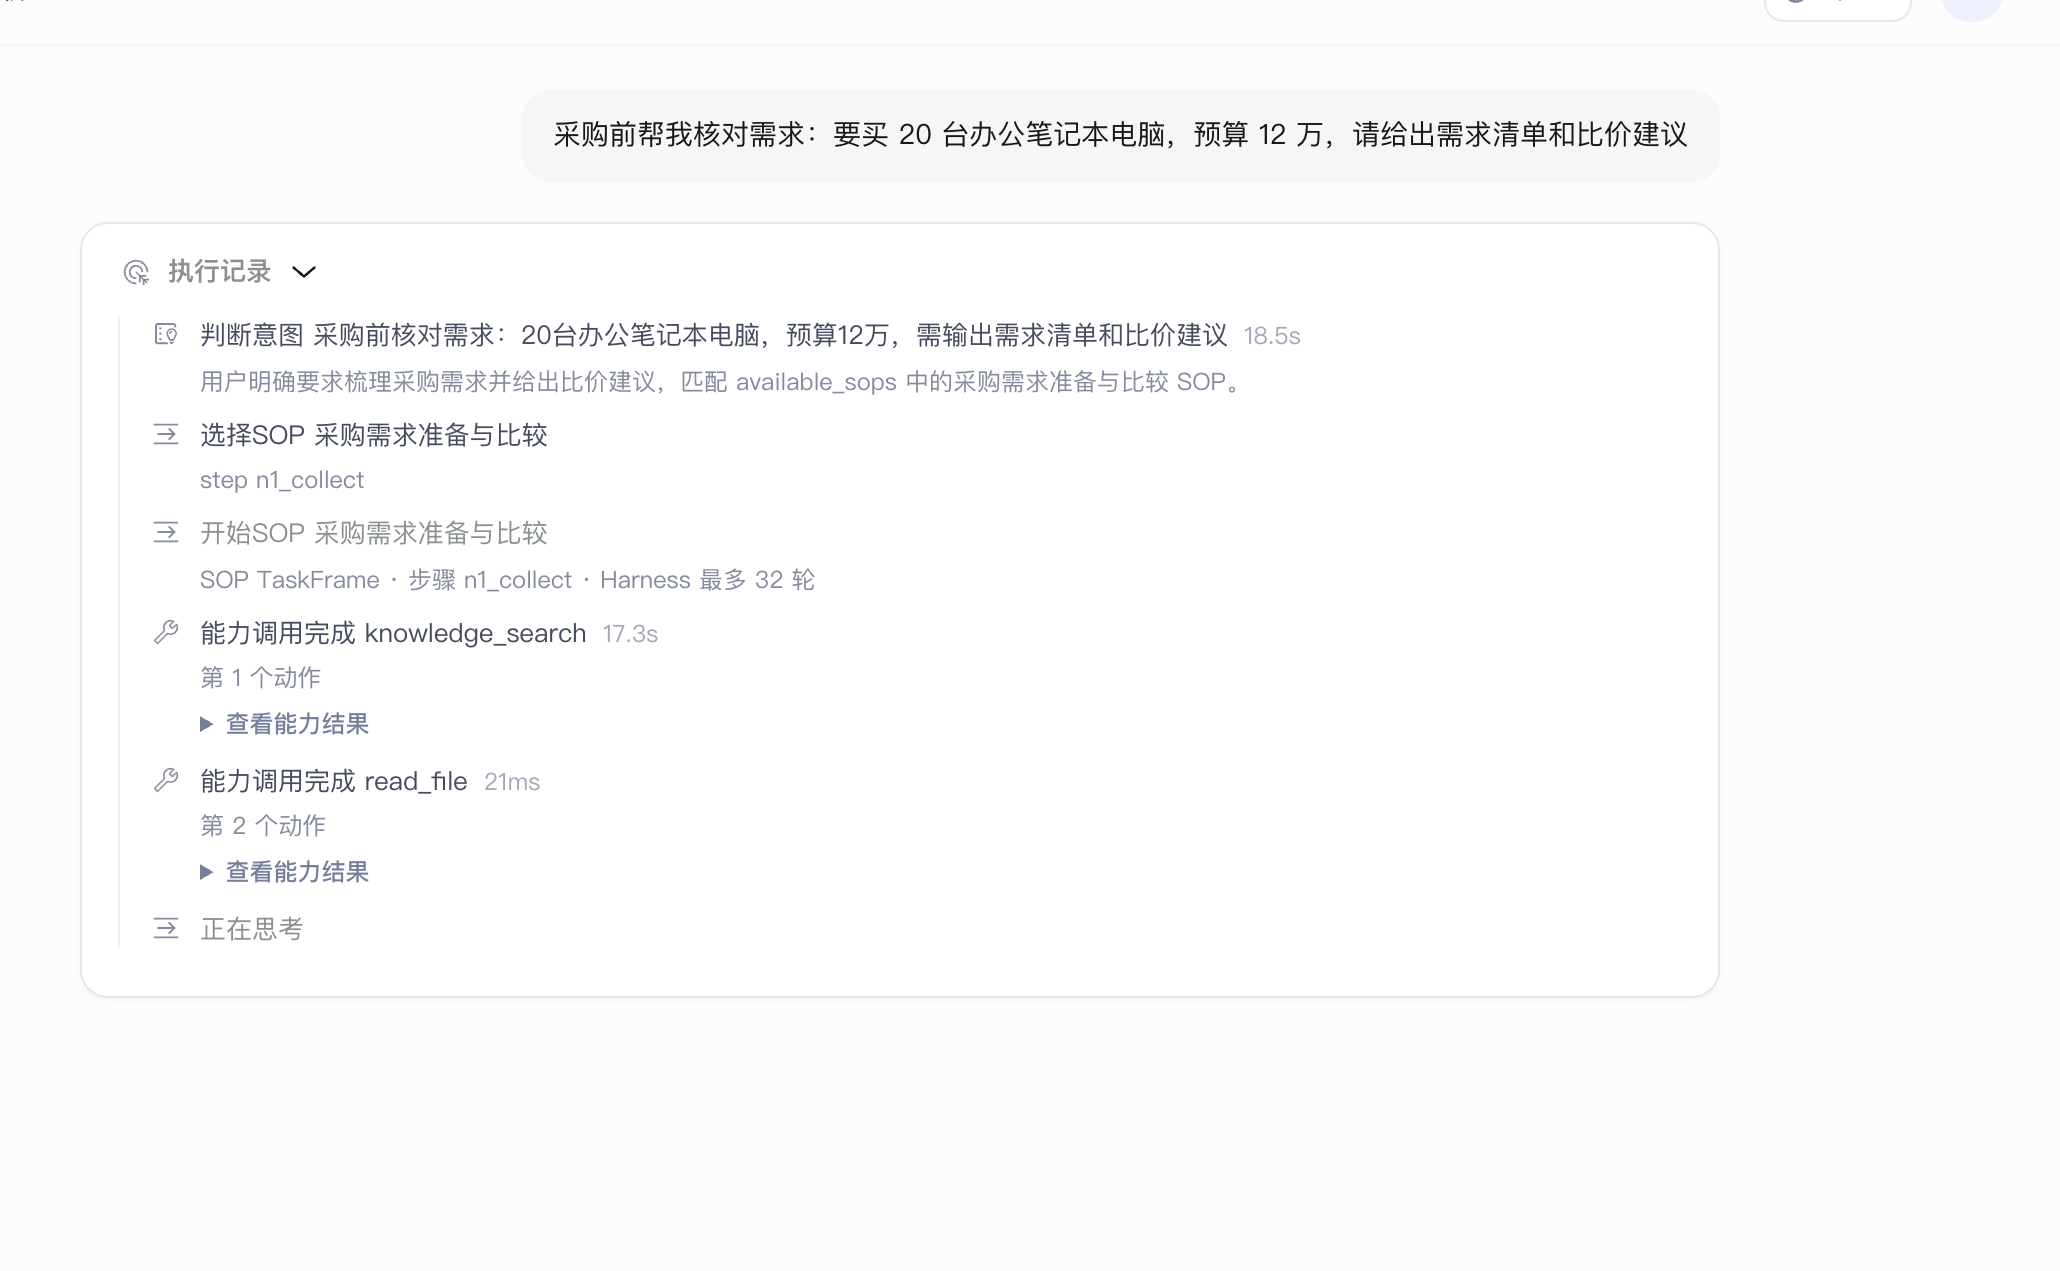 采购前帮我核对需求：要买 20 台办公笔记本电脑，预算 12 万，请给出需求清单和比价建议
执行记录
判断意图 采购前核对需求：20台办公笔记本电脑，预算12万，需输出需求清单和比价建议 18.5s
用户明确要求梳理采购需求并给出比价建议，匹配 available_sops 中的采购需求准备与比较 SOP。
选择SOP 采购需求准备与比较
step n1_collect
开始SOP 采购需求准备与比较
SOP TaskFrame · 步骤 n1_collect · Harness 最多 32 轮
能力调用完成 knowledge_search 17.3s
第 1 个动作
▶ 查看能力结果
能力调用完成 read_file 21ms
第 2 个动作
▶ 查看能力结果
正在思考